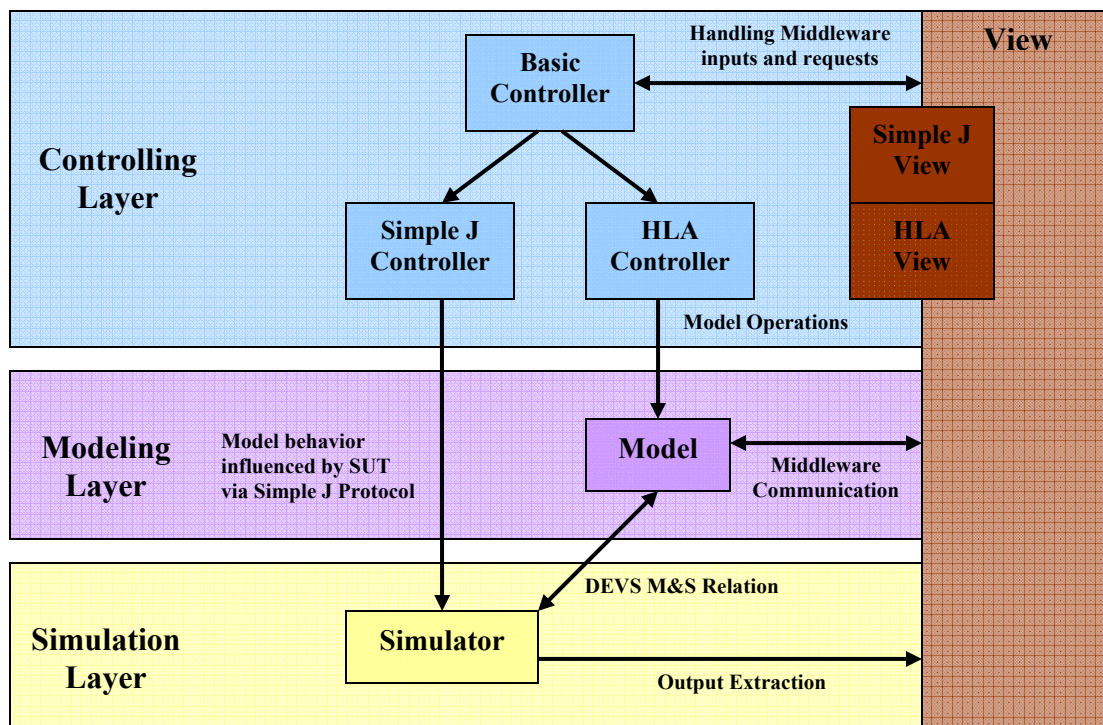 Handling Middleware
inputs and requests
View
Basic
Controller
Simple J
View
Controlling
Layer
Simple J
Controller
HLA
Controller
HLA
View
Model Operations
Modeling
Layer
Model behavior
influenced by SUT
via Simple J Protocol
Model
Middleware
Communication
DEVS M&S Relation
Simulation
Layer
Simulator
Output Extraction